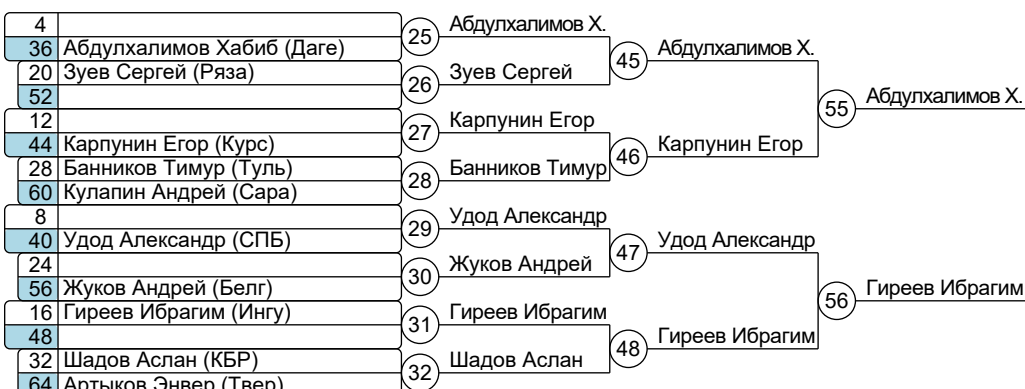 4
36 Абдулхалимов Хабиб (Даге)
20 Зуев Сергей (Ряза)
52
12
44 Карпунин Егор (Курс)
28 Банников Тимур (Туль)
60 Кулапин Андрей (Сара)
8
40 Удод Александр (СПБ)
24
56 Жуков Андрей (Белг)
16 Гиреев Ибрагим (Ингу)
48
32 Шадов Аслан (КБР)
64 Артыков Энвер (Твер)
25 Абдулхалимов Х.
26 Зуев Сергей
27 Карпунин Егор
28 Банников Тимур
29 Удод Александр
30 Жуков Андрей
31 Гиреев Ибрагим
32 Шадов Аслан
45 Абдулхалимов Х.
46 Карпунин Егор
47 Удод Александр
48 Гиреев Ибрагим
55 Абдулхалимов Х.
56 Гиреев Ибрагим